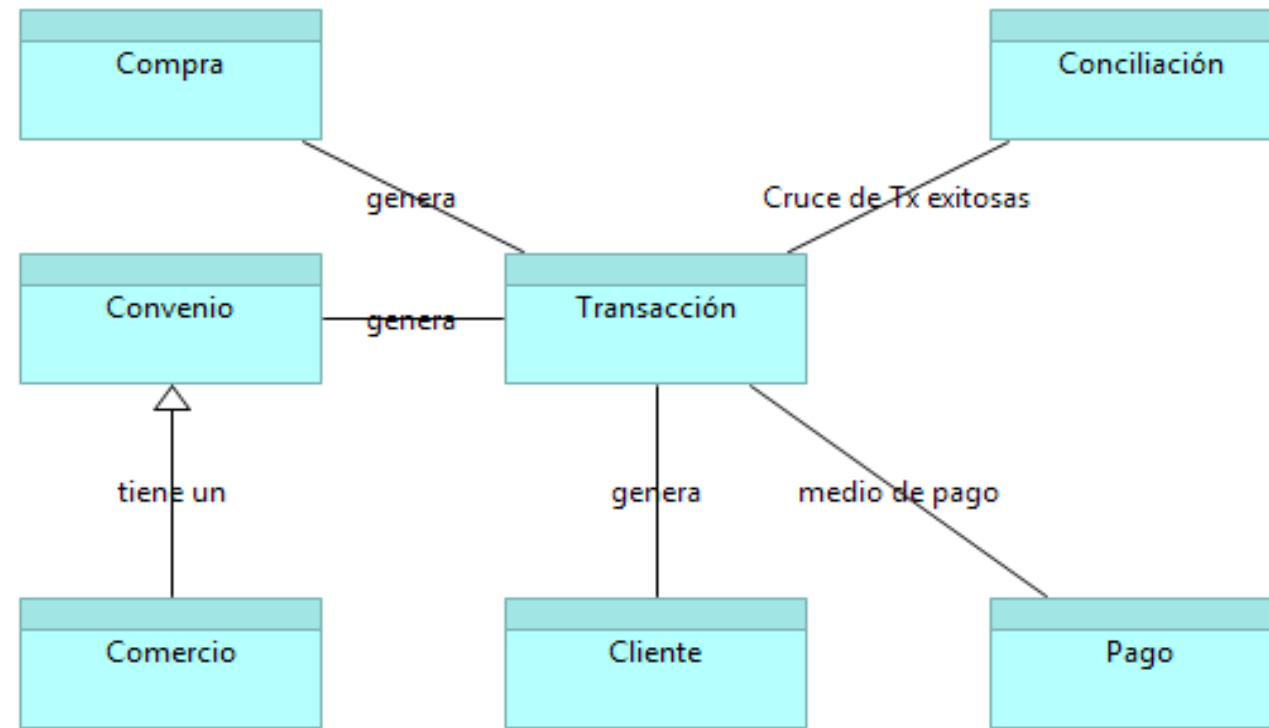 Compra
Conciliación
genera
Cruce de Tx exitosas
Convenio
genera
Transacción
tiene un
genera
medio de pago
Comercio
Cliente
Pago